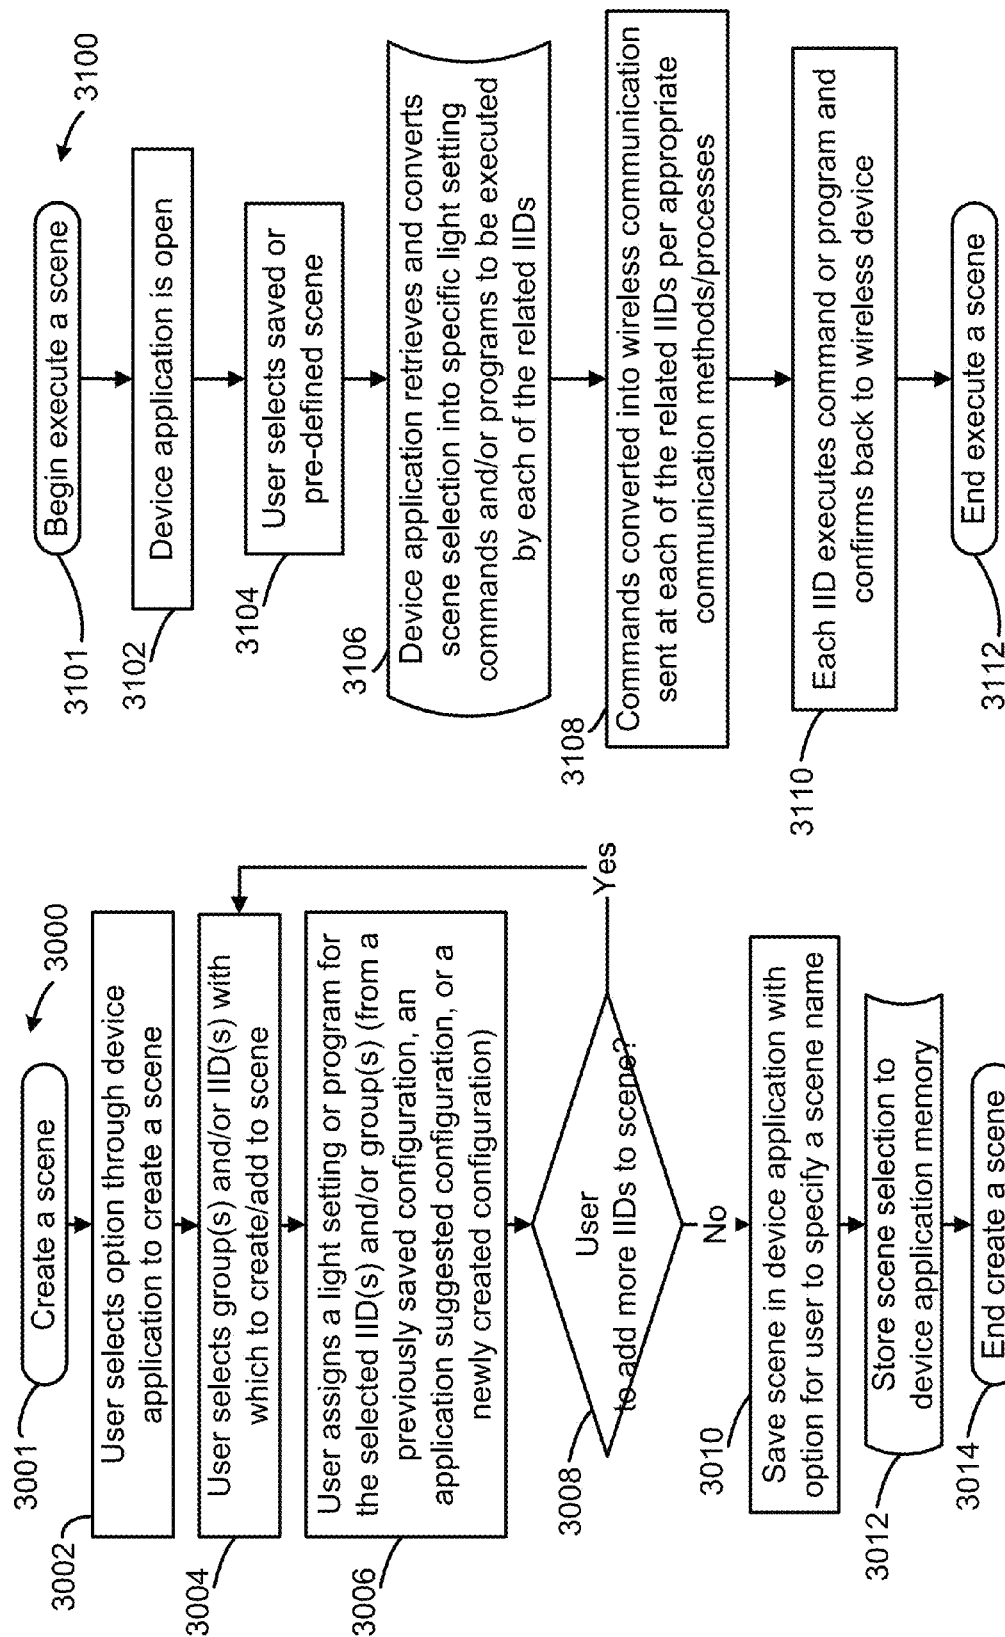 3000
3001
Create a scene
3002
User selects option through device
application to create a scene
3004
User selects group(s) and/or IID(s) with
which to create/add to scene
3006
User assigns a light setting or program for
the selected IID(s) and/or group(s) (from a
previously saved configuration, an
application suggested configuration, or a
newly created configuration)
3008
User
to add more IIDs to scene?
Yes
No
3010
Save scene in device application with
option for user to specify a scene name
3012
Store scene selection to
device application memory
3014
End create a scene
3100
3101
Begin execute a scene
3102
Device application is open
3104
User selects saved or
pre-defined scene
3106
Device application retrieves and converts
scene selection into specific light setting
commands and/or programs to be executed
by each of the related IIDs
3108
Commands converted into wireless communication
sent at each of the related IIDs per appropriate
communication methods/processes
3110
Each IID executes command or program and
confirms back to wireless device
3112
End execute a scene